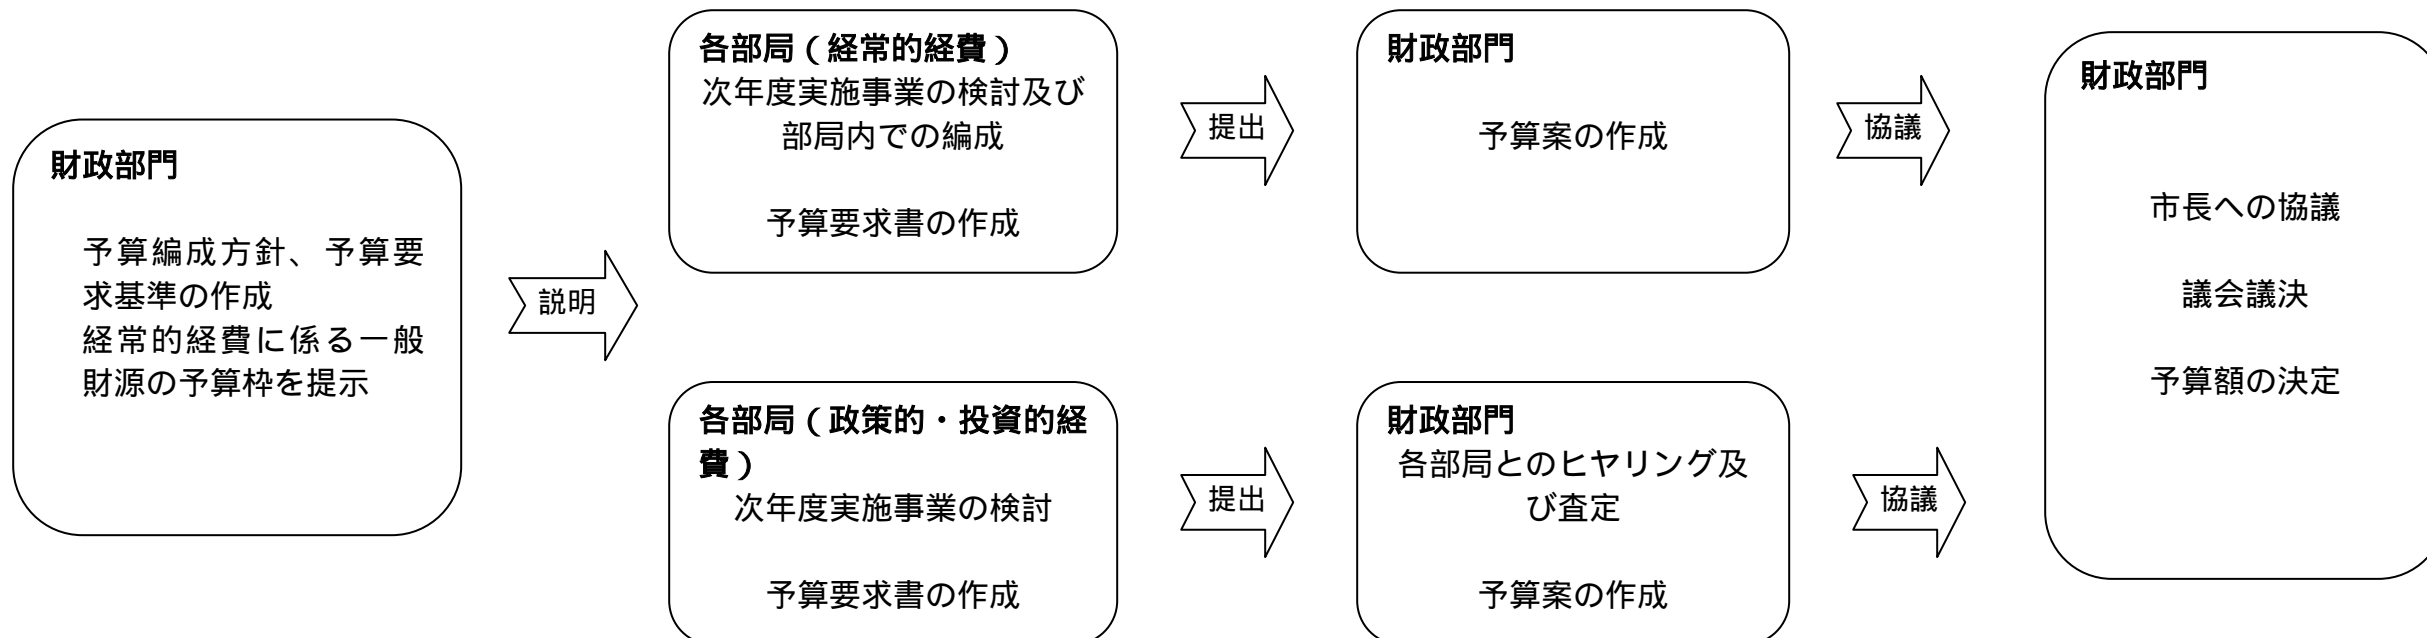 財政部門
予算編成方針、予算要
求基準の作成
経常的経費に係る一般
財源の予算枠を提示
説明
各部局（経常的経費）
次年度実施事業の検討及び
部局内での編成
予算要求書の作成
提出
財政部門
予算案の作成
協議
各部局（政策的・投資的経
費）
次年度実施事業の検討
予算要求書の作成
提出
財政部門
各部局とのヒヤリング及
び査定
予算案の作成
協議
財政部門
市長への協議
議会議決
予算額の決定